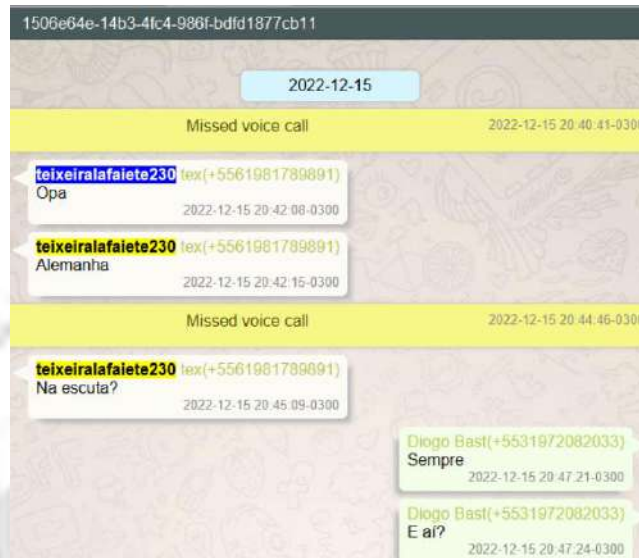 1506e64e-14b3-4fc4-986f-bdfd1877cb11
2022-12-15
Missed voice call 2022-12-15 20:40:41-0300
teixeiralafaiete230 tex(+5561981789891)
Opa
2022-12-15 20:42:08-0300
teixeiralafaiete230 tex(+5561981789891)
Alemanha
2022-12-15 20:42:15-0300
Missed voice call 2022-12-15 20:44:46-0300
teixeiralafaiete230 tex(+5561981789891)
Na escuta?
2022-12-15 20:45:09-0300
Diogo Bast(+5531972082033)
Sempre
2022-12-15 20:47:21-0300
Diogo Bast(+5531972082033)
E aí?
2022-12-15 20:47:24-0300